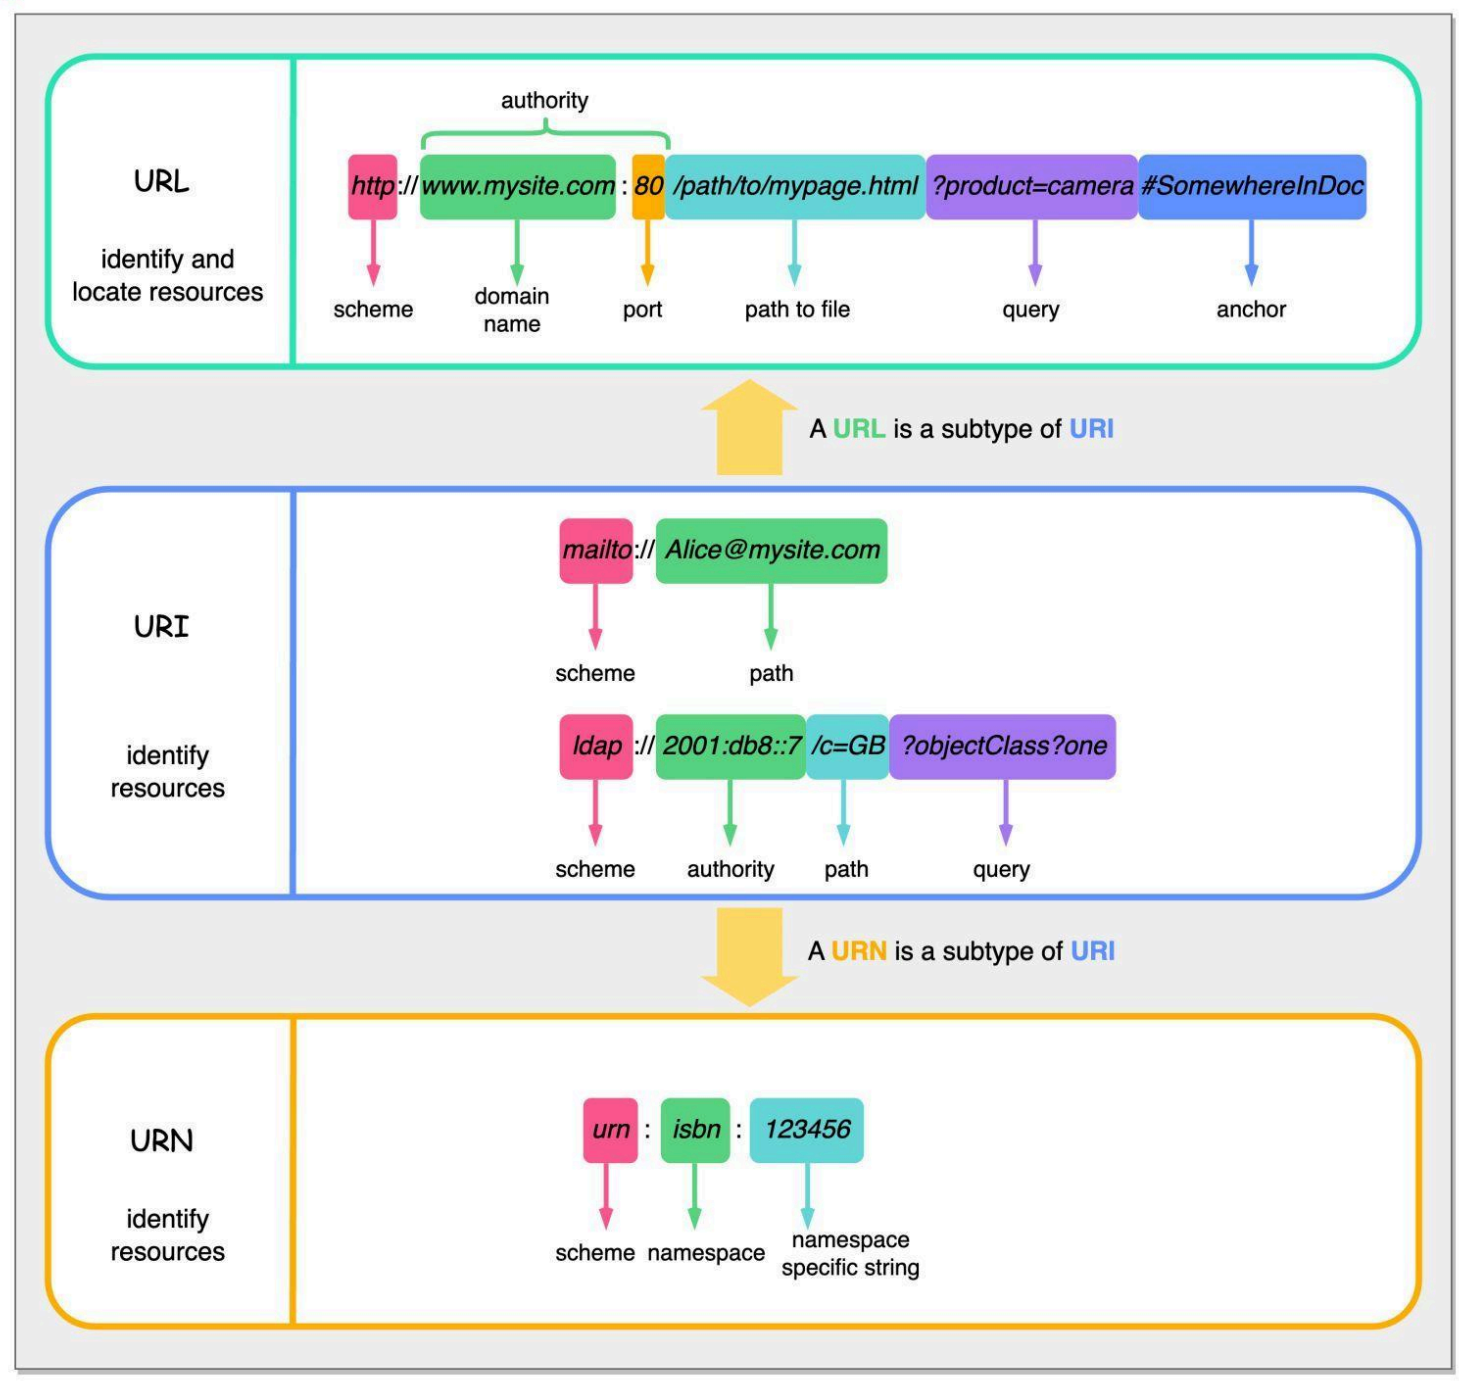 authority
URL
http://www.mysite.com : 80 /path/to/mypage.html ?product=camera #SomewhereInDoc
identify and
locate resources
scheme
domain
name
port
path to file
query
anchor
A URL is a subtype of URI
URI
identify
resources
mailto:// Alice@mysite.com
scheme
path
ldap :// 2001:db8::7 /c=GB ?objectClass?one
scheme
authority
path
query
A URN is a subtype of URI
URN
identify
resources
urn : isbn : 123456
scheme
namespace
namespace
specific string